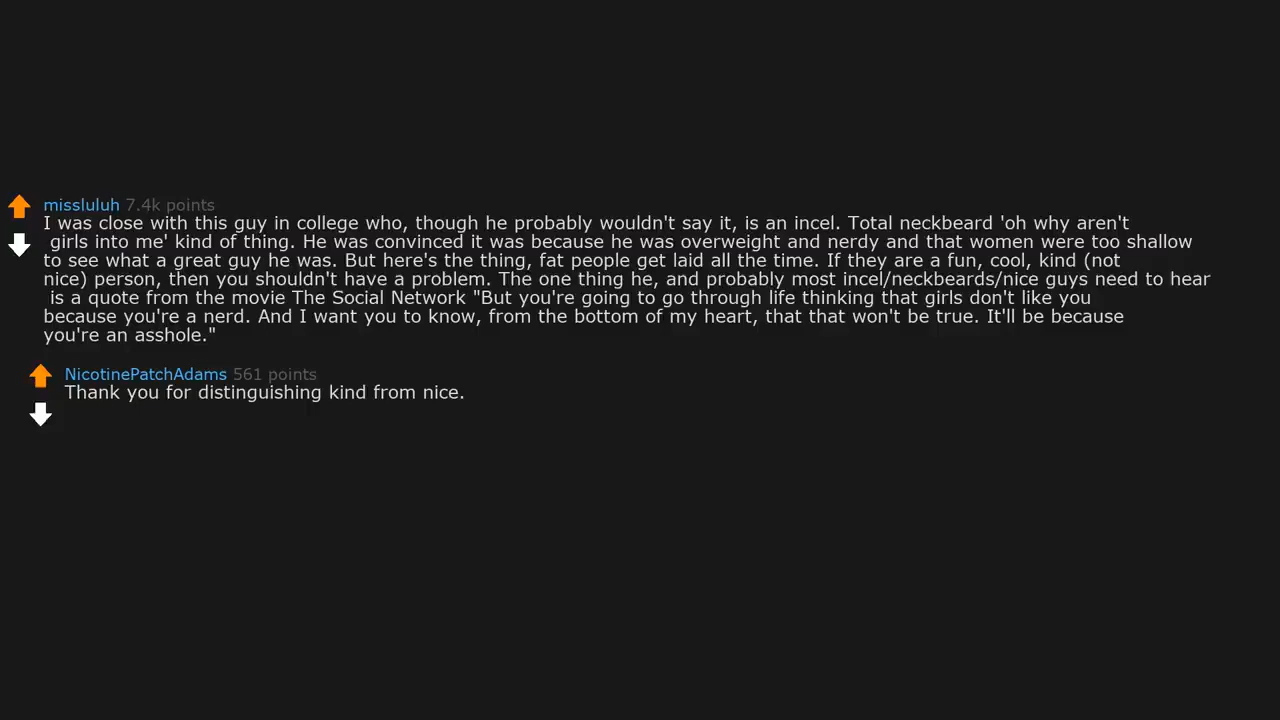 missluluh 7.4k points
I was close with this guy in college who, though he probably wouldn't say it, is an incel. Total neckbeard 'oh why aren't
girls into me' kind of thing. He was convinced it was because he was overweight and nerdy and that women were too shallow
to see what a great guy he was. But here's the thing, fat people get laid all the time. If they are a fun, cool, kind (not
nice) person, then you shouldn't have a problem. The one thing he, and probably most incel/neckbeards/nice guys need to hear
is a quote from the movie The Social Network "But you're going to go through life thinking that girls don't like you
because you're a nerd. And I want you to know, from the bottom of my heart, that that won't be true. It'll be because
you're an asshole."
NicotinePatchAdams 561 points
Thank you for distinguishing kind from nice.